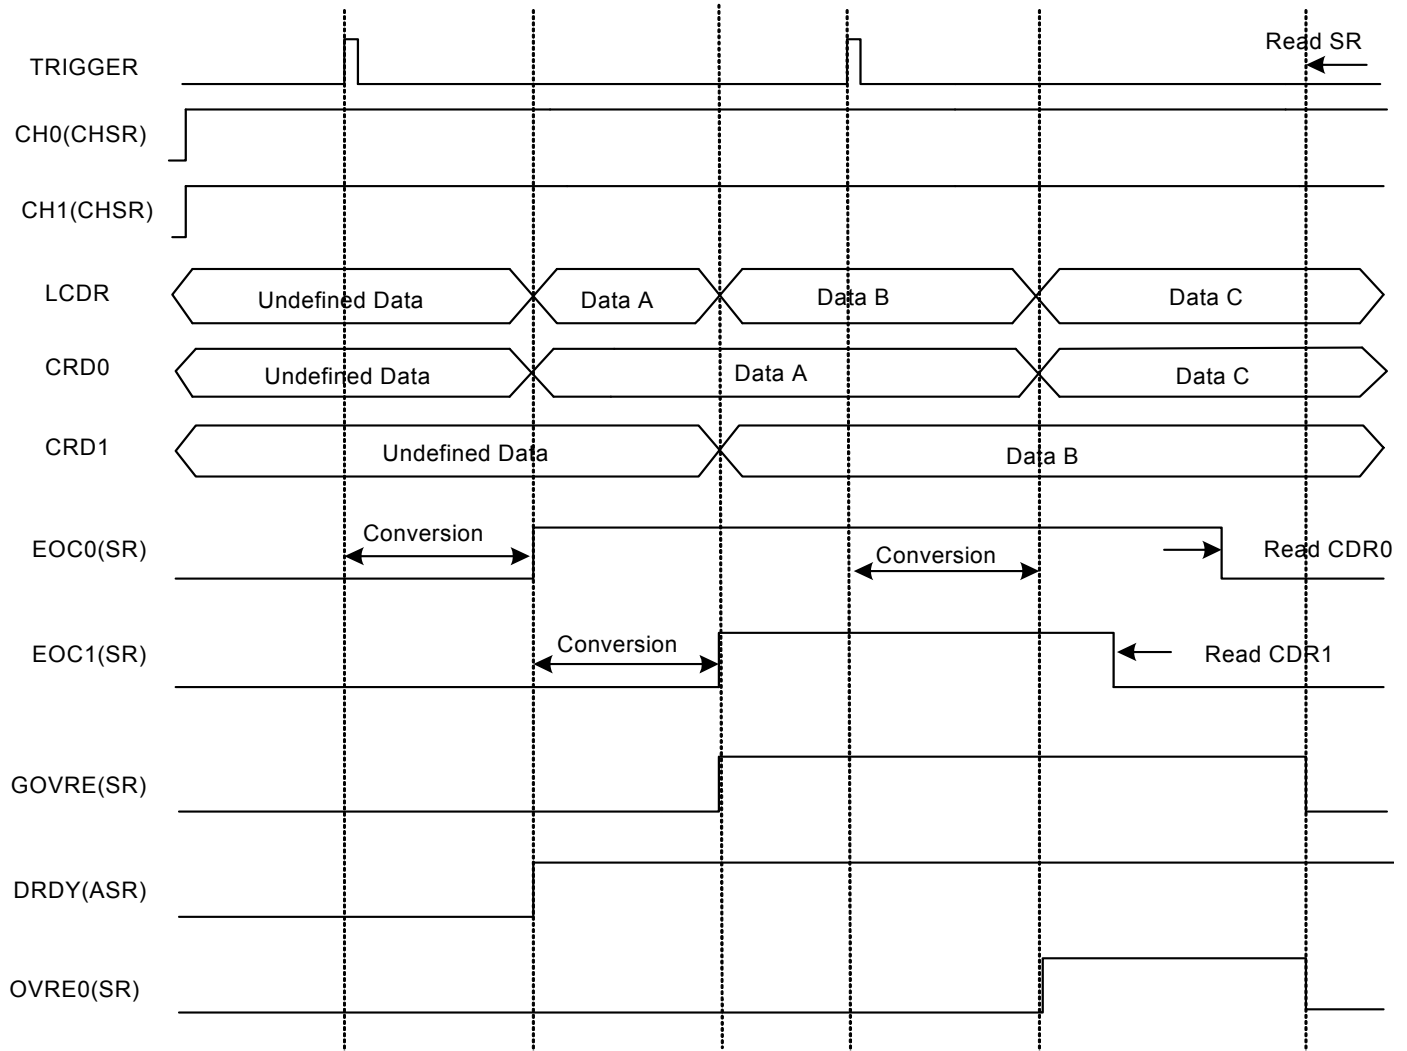 Read SR
TRIGGER
CH0(CHSR)
CH1(CHSR)
LCDR
Undefined Data
Data A
Data B
Data C
CRD0
Undefined Data
Data A
Data C
CRD1
Undefined Data
Data B
EOC0(SR)
Conversion
Conversion
Read CDR0
EOC1(SR)
Conversion
Read CDR1
GOVRE(SR)
DRDY(ASR)
OVRE0(SR)